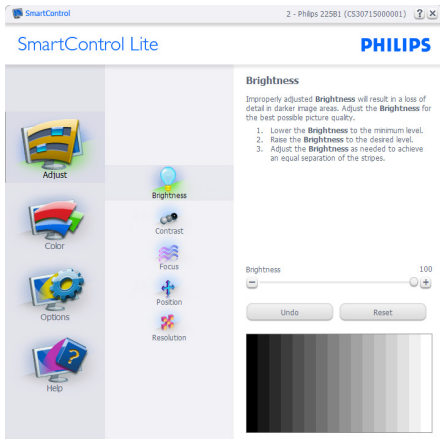 SmartControl
2 - Philips 225B1 (CS30715000001)
?
X
SmartControl Lite
PHILIPS
Adjust
Color
Options
Help
Brightness
Contrast
Focus
Position
Resolution
Brightness
Improperly adjusted Brightness will result in a loss of
detail in darker image areas. Adjust the Brightness for
the best possible picture quality.
1. Lower the Brightness to the minimum level.
2. Raise the Brightness to the desired level.
3. Adjust the Brightness as needed to achieve
an equal separation of the stripes.
Brightness 100
Undo
Reset